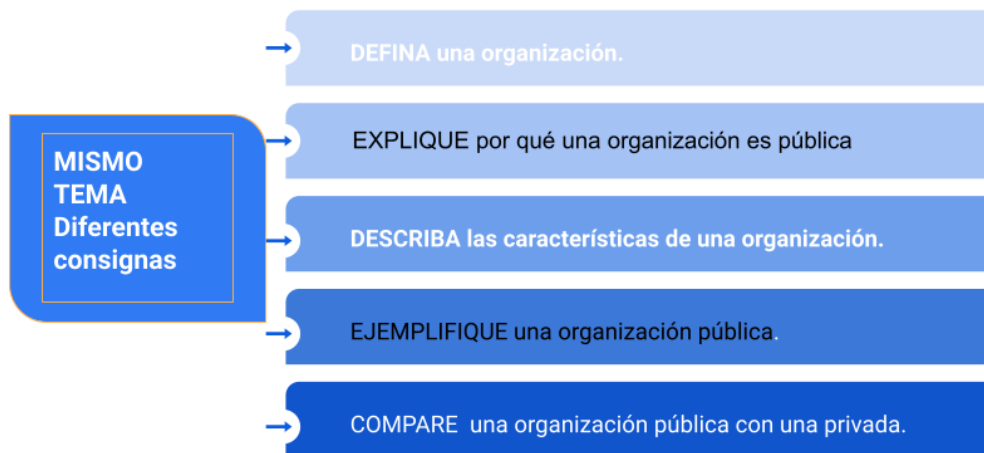 MISMO
TEMA
Diferentes
consignas
DEFINA una organización.
EXPLIQUE por qué una organización es pública
DESCRIBA las características de una organización.
EJEMPLIFIQUE una organización pública.
COMPARE una organización pública con una privada.